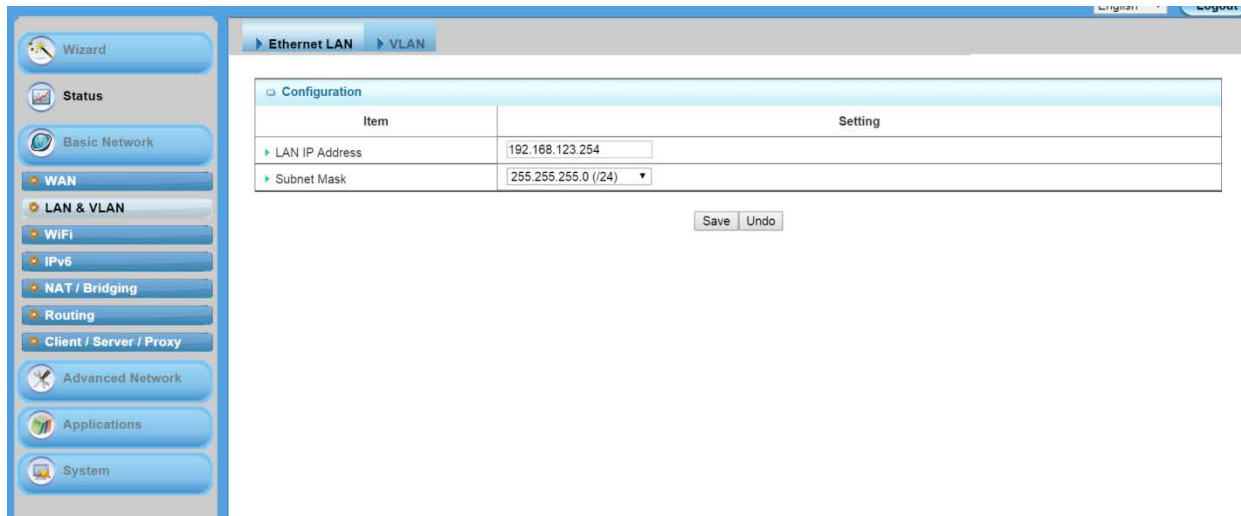 English
Logout
Wizard
Status
Basic Network
WAN
LAN & VLAN
WiFi
IPv6
NAT / Bridging
Routing
Client / Server / Proxy
Advanced Network
Applications
System
Ethernet LAN
VLAN
Configuration
Item Setting
LAN IP Address 192.168.123.254
Subnet Mask 255.255.255.0 (/24)
Save Undo